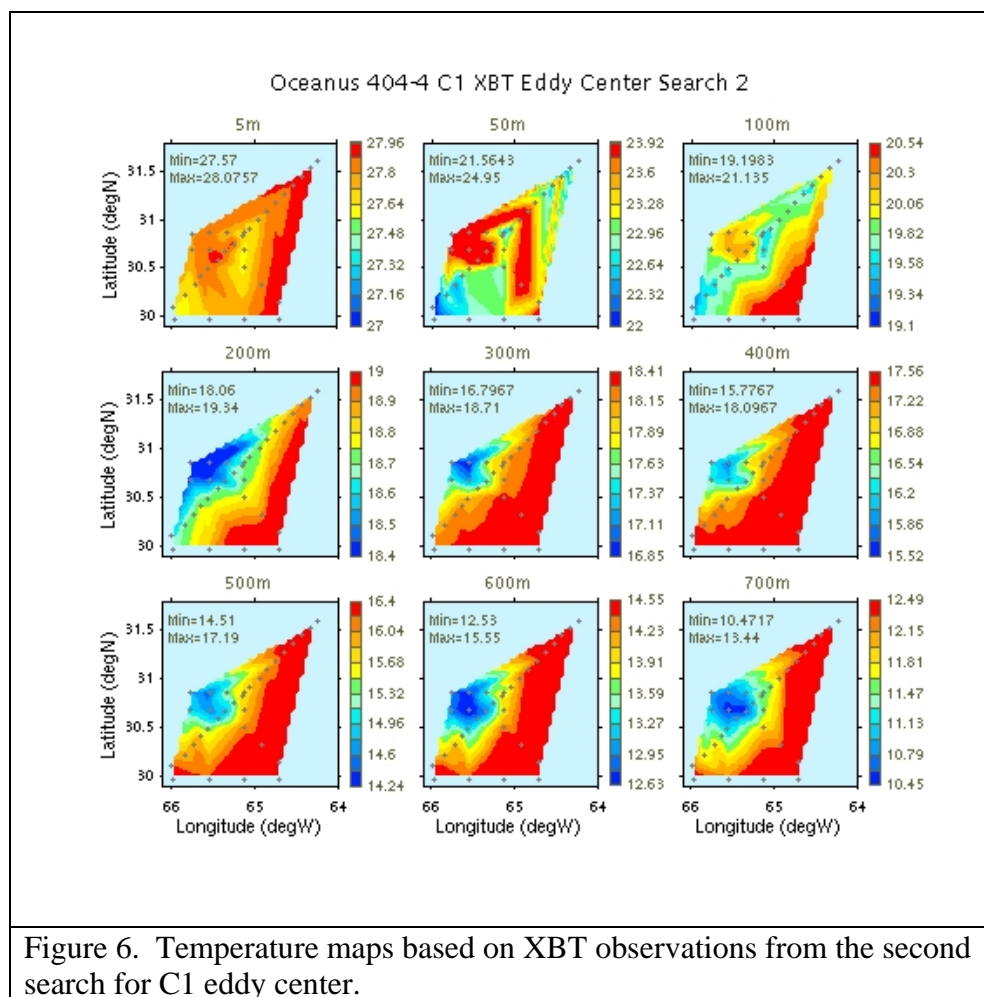 Oceanus 404-4 C1 XBT Eddy Center Search 2
5m
50m
100m
Min=27.57
Max=28.0757
27.96
27.8
27.64
27.48
27.32
27.16
27
Min=21.5643
Max=24.95
23.92
23.6
23.28
22.96
22.64
22.32
22
Min=19.1983
Max=21.135
20.54
20.3
20.06
19.82
19.58
19.34
19.1
Latitude (degN)
31.5
31
30.5
30
200m
300m
400m
Min=18.06
Max=19.34
19
18.9
18.8
18.7
18.6
18.5
18.4
Min=16.7967
Max=18.71
18.41
18.15
17.89
17.63
17.37
17.11
16.85
Min=15.7767
Max=18.0967
17.56
17.22
16.88
16.54
16.2
15.86
15.52
Latitude (degN)
31.5
31
30.5
30
500m
600m
700m
Min=14.51
Max=17.19
16.4
16.04
15.68
15.32
14.96
14.6
14.24
Min=12.53
Max=15.55
14.55
14.23
13.91
13.59
13.27
12.95
12.63
Min=10.4717
Max=13.44
12.49
12.15
11.81
11.47
11.13
10.79
10.45
Latitude (degN)
31.5
31
30.5
30
66 65 64
66 65 64
66 65 64
Longitude (degW)
Longitude (degW)
Longitude (degW)
Figure 6. Temperature maps based on XBT observations from the second
search for C1 eddy center.